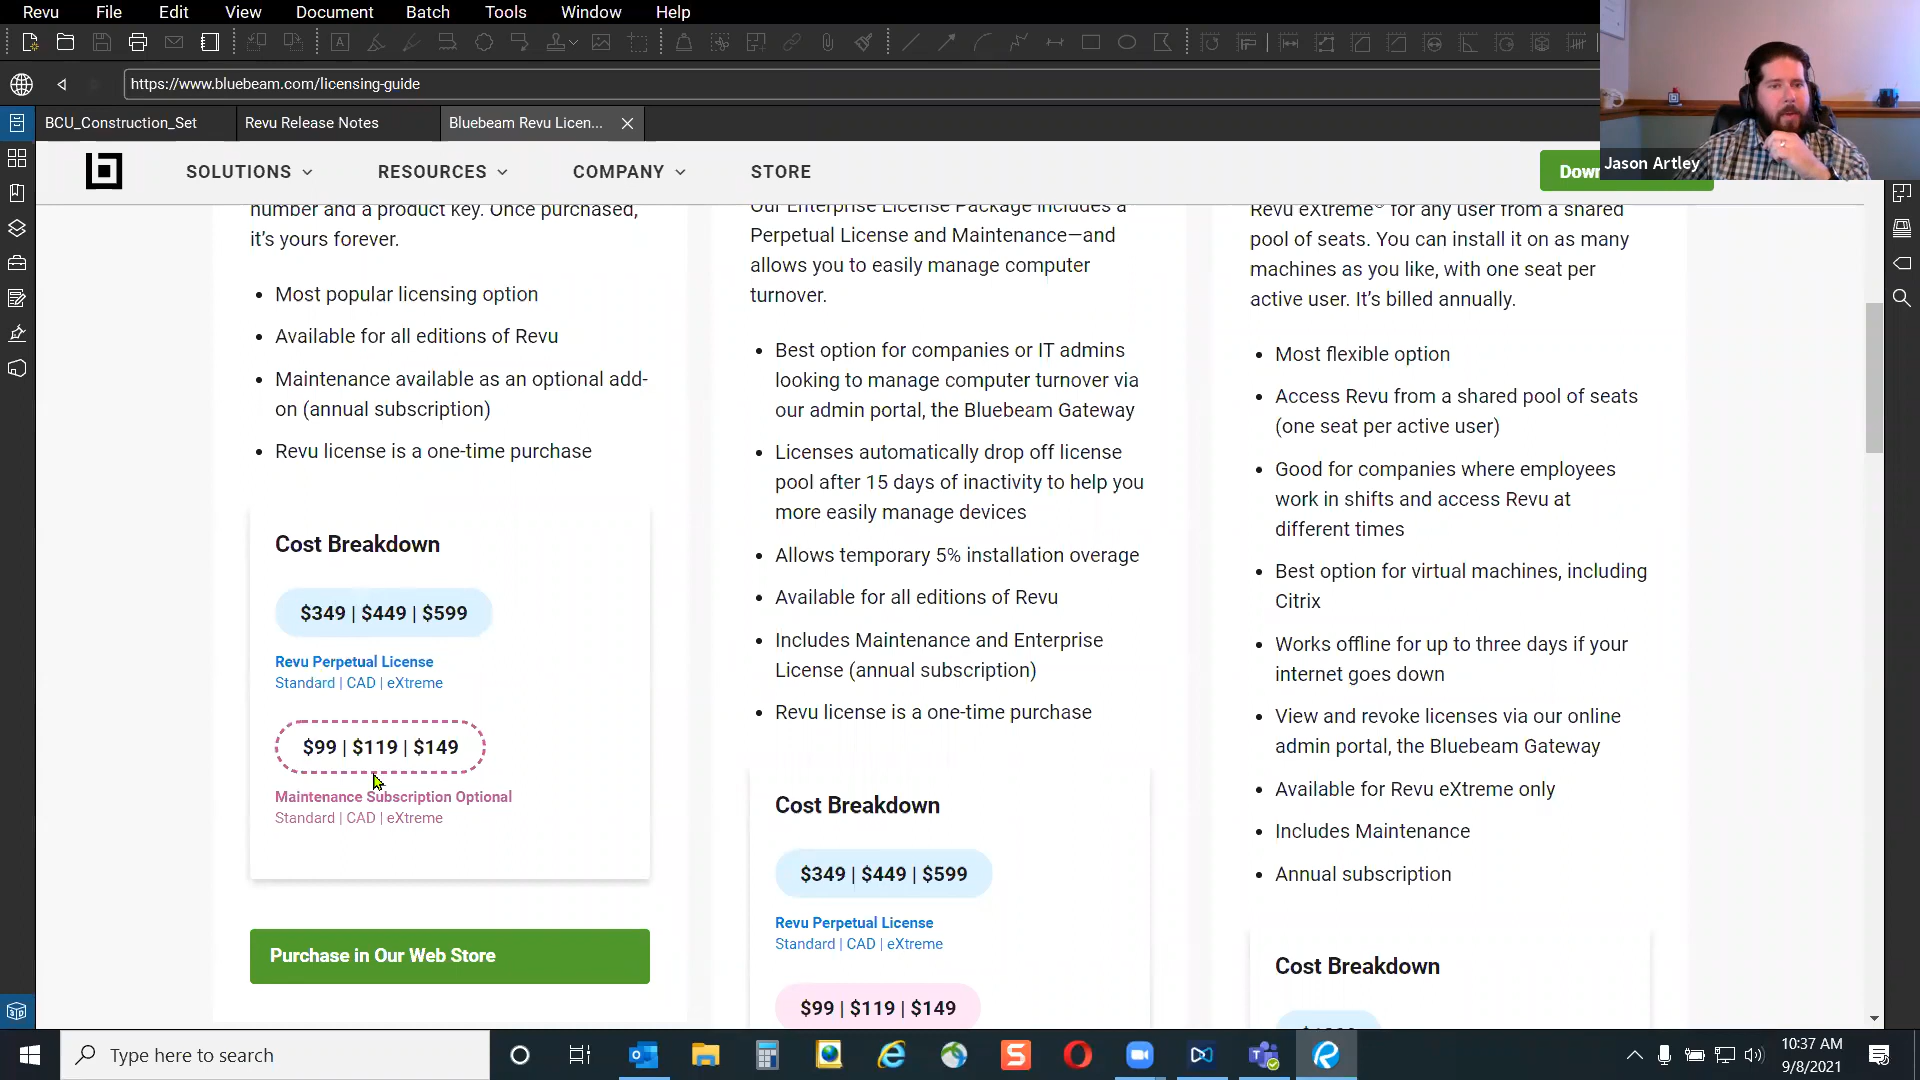 Revu File Edit View Document Batch Tools Window Help
https://www.bluebeam.com/licensing-guide
BCU_Construction_Set Revu Release Notes Bluebeam Revu Licen...
Jason Artley
SOLUTIONS RESOURCES COMPANY STORE
number and a product key. Once purchased,
it's yours forever.
• Most popular licensing option
• Available for all editions of Revu
• Maintenance available as an optional add-
on (annual subscription)
• Revu license is a one-time purchase
Cost Breakdown
$349 | $449 | $599
Revu Perpetual License
Standard | CAD | eXtreme
$99 | $119 | $149
Maintenance Subscription Optional
Standard | CAD | eXtreme
Purchase in Our Web Store
Our Enterprise License Package includes a
Perpetual License and Maintenance—and
allows you to easily manage computer
turnover.
• Best option for companies or IT admins
looking to manage computer turnover via
our admin portal, the Bluebeam Gateway
• Licenses automatically drop off license
pool after 15 days of inactivity to help you
more easily manage devices
• Allows temporary 5% installation overage
• Available for all editions of Revu
• Includes Maintenance and Enterprise
License (annual subscription)
• Revu license is a one-time purchase
Cost Breakdown
$349 | $449 | $599
Revu Perpetual License
Standard | CAD | eXtreme
$99 | $119 | $149
Revu eXtreme® for any user from a shared
pool of seats. You can install it on as many
machines as you like, with one seat per
active user. It's billed annually.
• Most flexible option
• Access Revu from a shared pool of seats
(one seat per active user)
• Good for companies where employees
work in shifts and access Revu at
different times
• Best option for virtual machines, including
Citrix
• Works offline for up to three days if your
internet goes down
• View and revoke licenses via our online
admin portal, the Bluebeam Gateway
• Available for Revu eXtreme only
• Includes Maintenance
• Annual subscription
Cost Breakdown
Type here to search
10:37 AM
9/8/2021